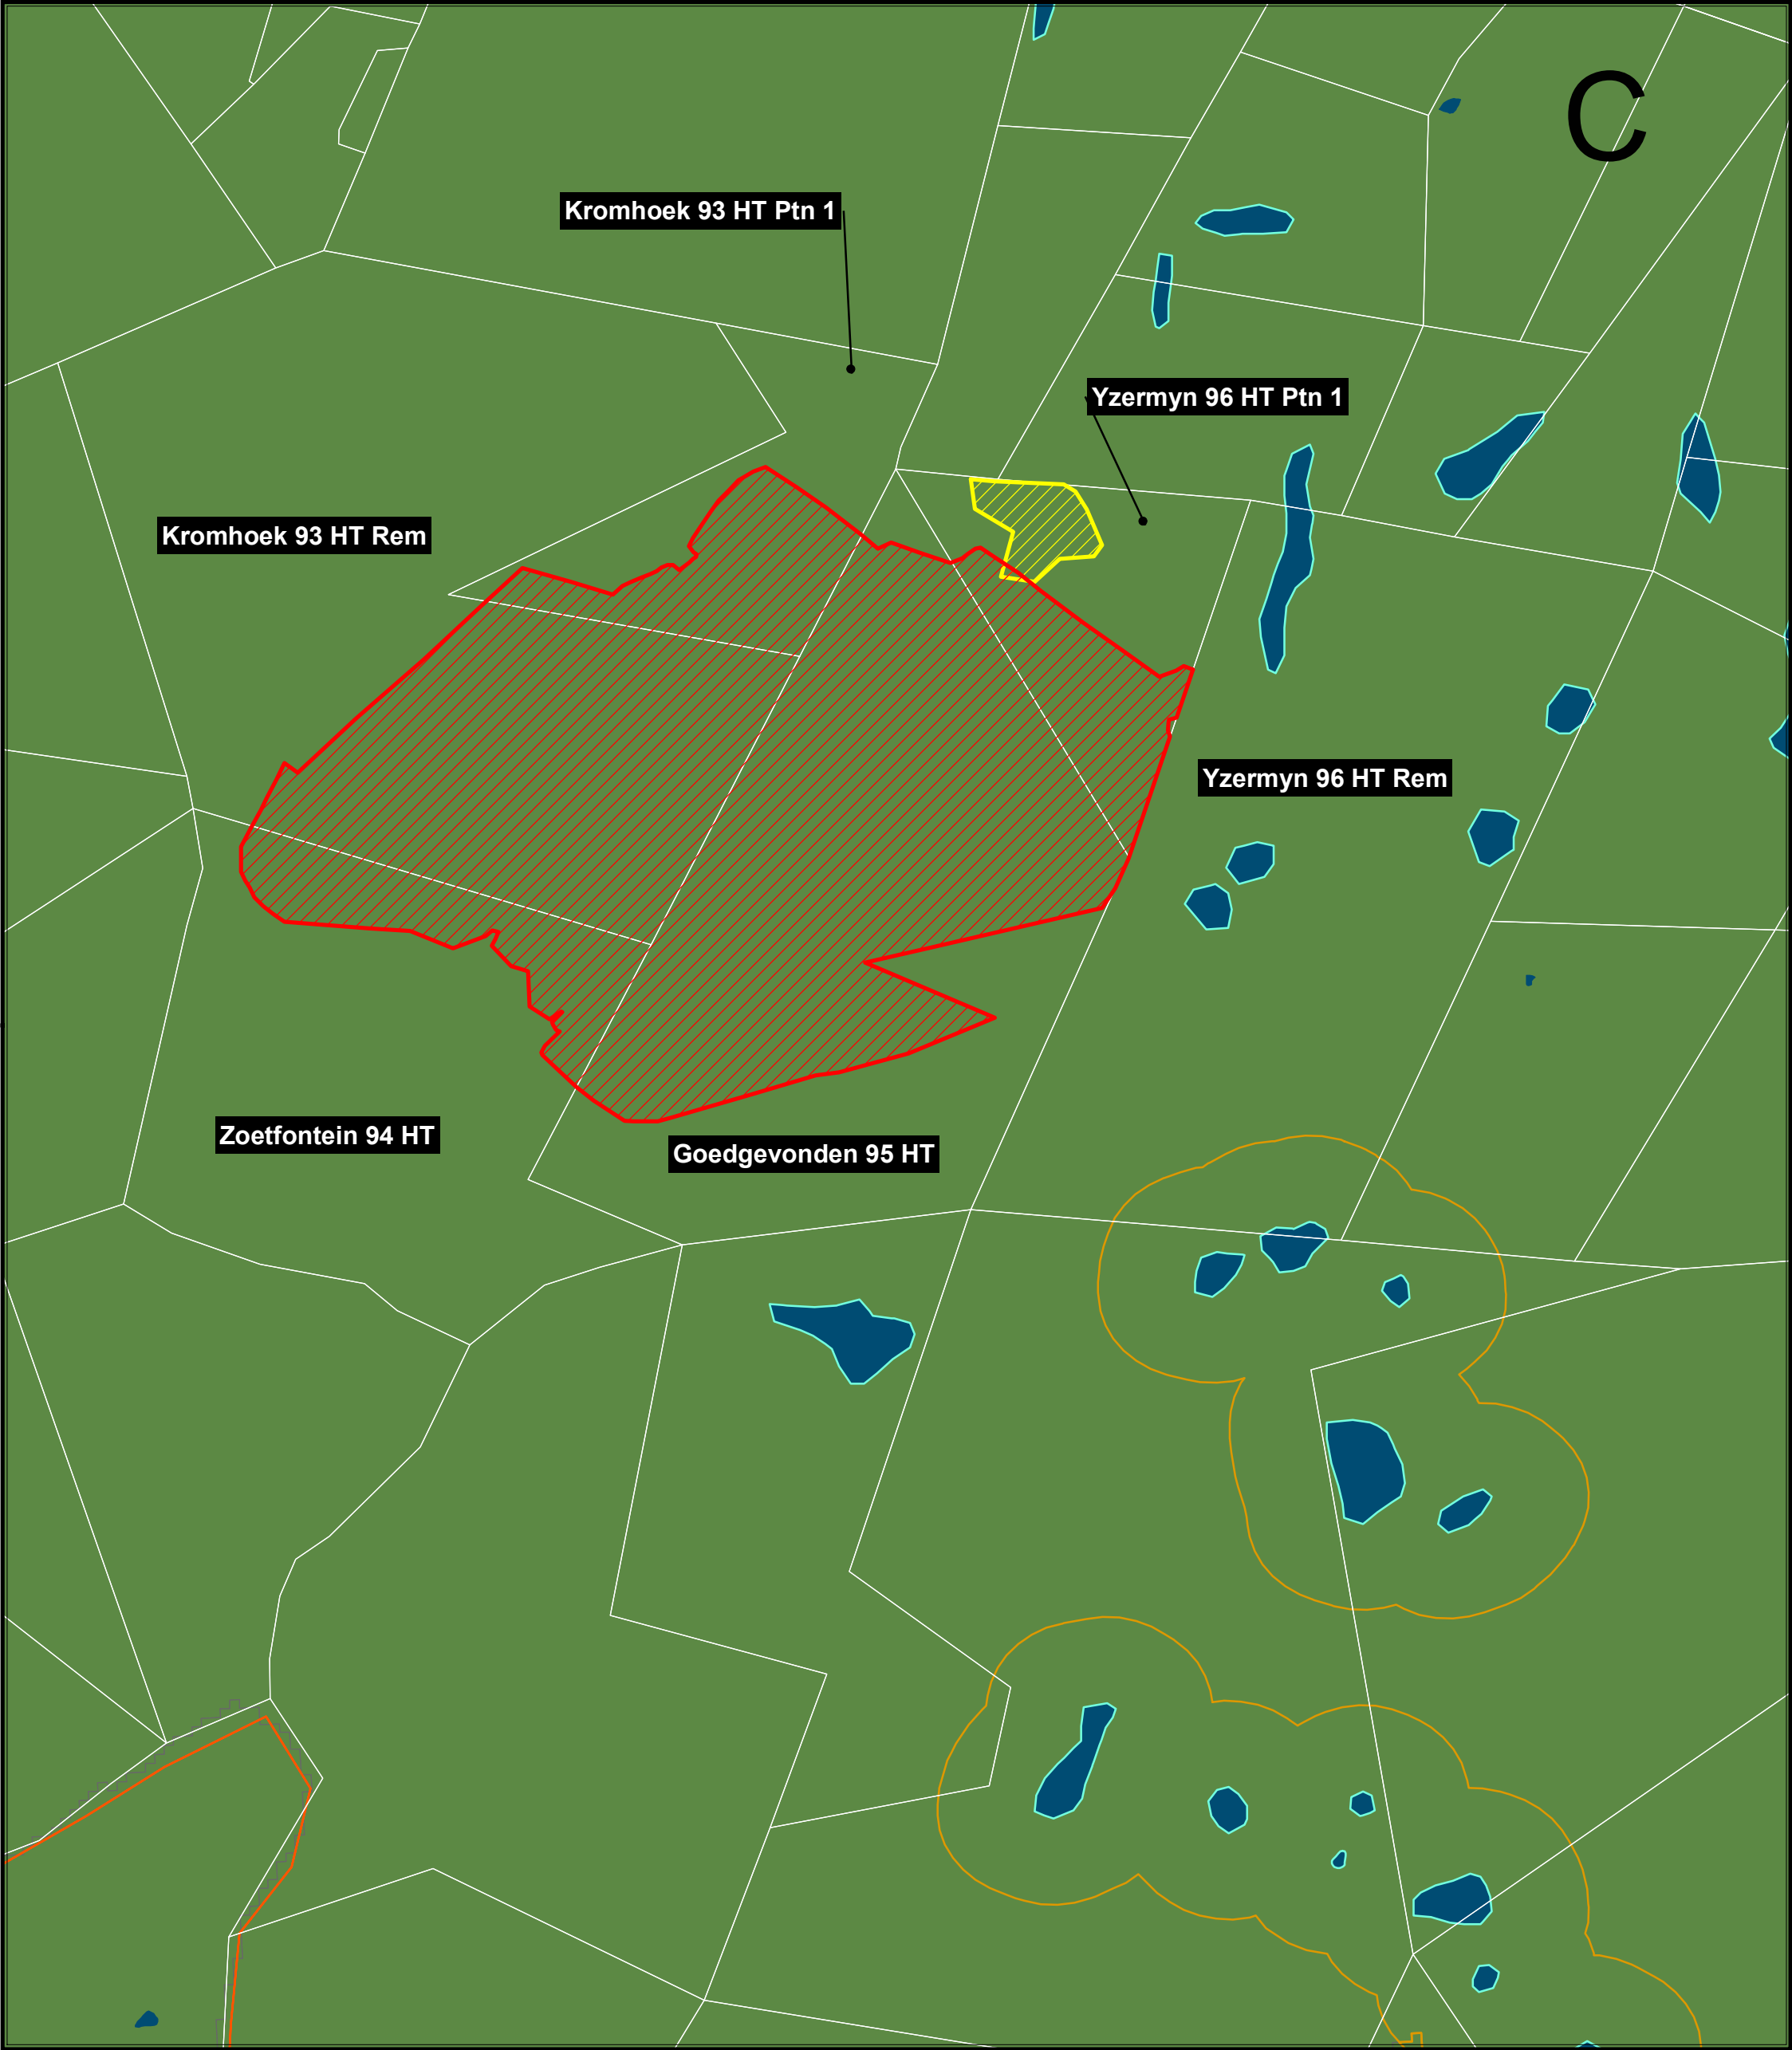 C
Kromhoek 93 HT Ptn 1
Yzermyn 96 HT Ptn 1
Kromhoek 93 HT Rem
Yzermyn 96 HT Rem
Zoetfontein 94 HT
Goedgevonden 95 HT